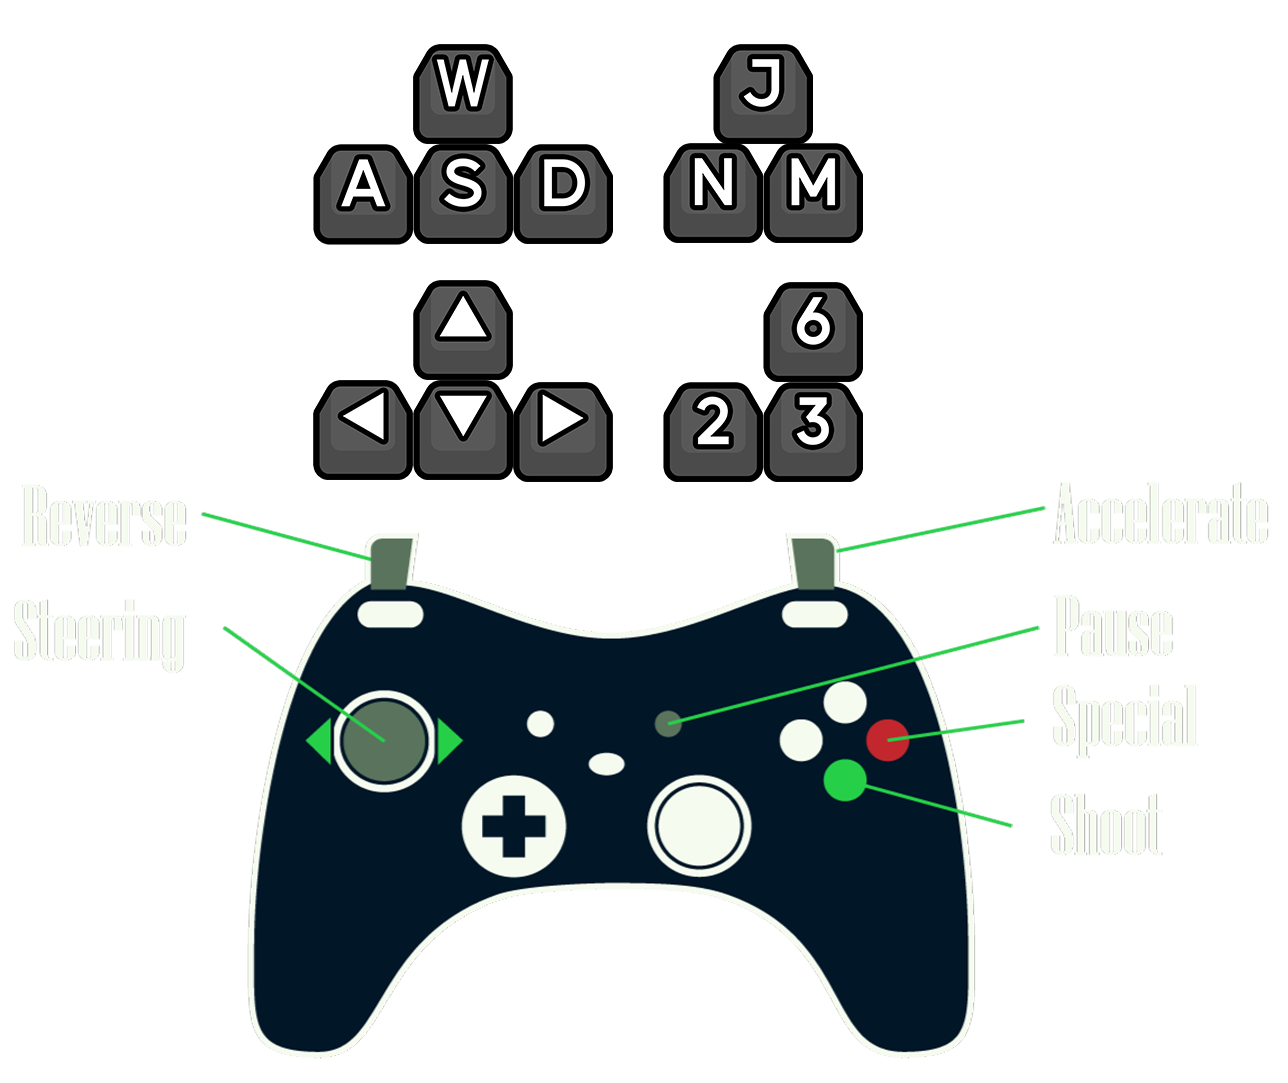 W J
A S D N M
6
2 3
Reverse Accelerate
Steering Pause
Special
Shoot